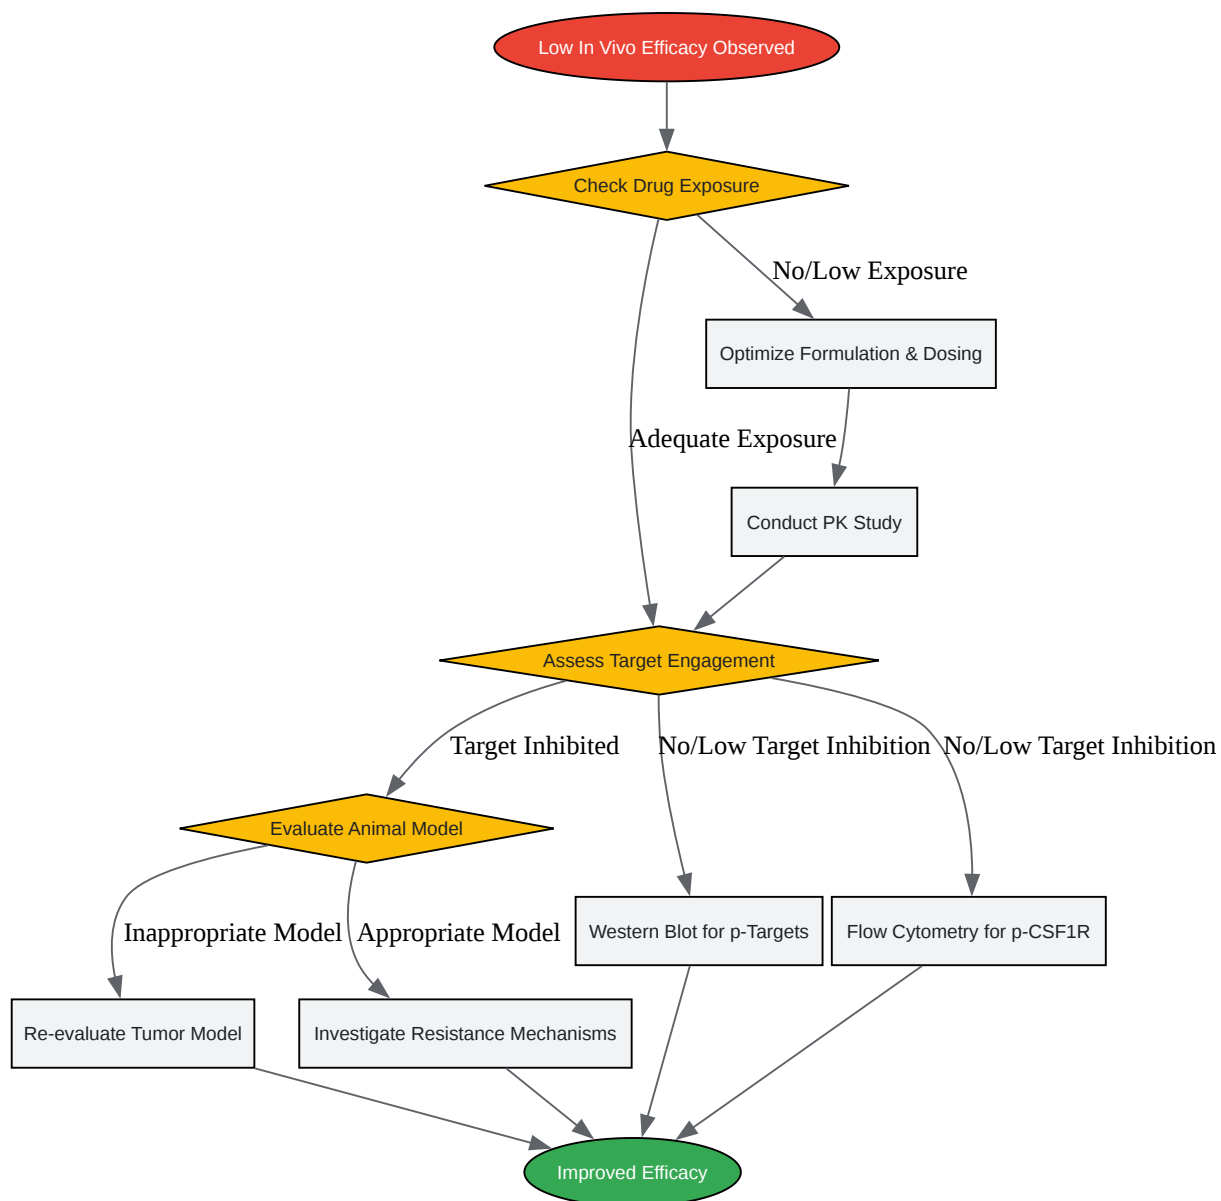 Low In Vivo Efficacy Observed
Check Drug Exposure
No/Low Exposure
Optimize Formulation & Dosing
Adequate Exposure
Conduct PK Study
Assess Target Engagement
Target Inhibited
No/Low Target Inhibition
No/Low Target Inhibition
Evaluate Animal Model
Inappropriate Model
Appropriate Model
Western Blot for p-Targets
Flow Cytometry for p-CSF1R
Re-evaluate Tumor Model
Investigate Resistance Mechanisms
Improved Efficacy